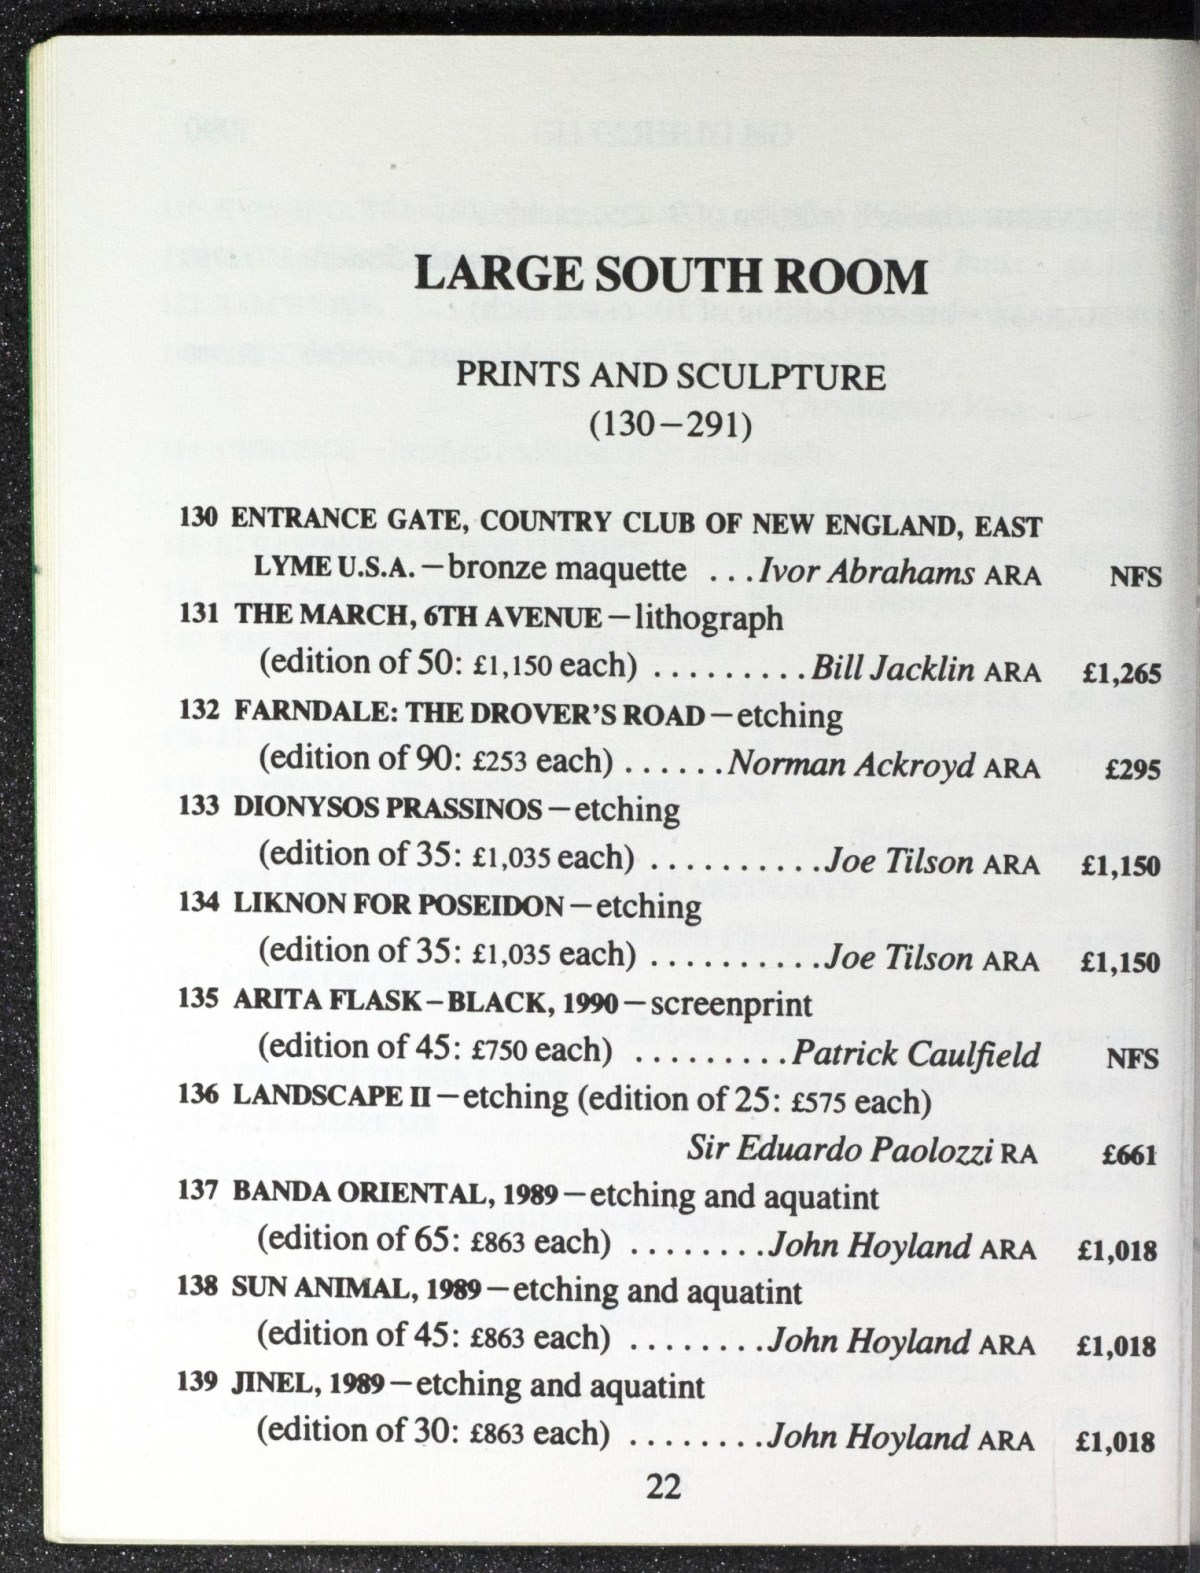 LARGE SOUTH ROOM
PRINTS AND SCULPTURE
(130–291)
130 ENTRANCE GATE, COUNTRY CLUB OF NEW ENGLAND, EAST
LYME U.S.A. – bronze maquette ... Ivor Abrahams ARA NFS
131 THE MARCH, 6TH AVENUE – lithograph
(edition of 50: £1,150 each) ......... Bill Jacklin ARA £1,265
132 FARNDALE: THE DROVER'S ROAD – etching
(edition of 90: £253 each) ...... Norman Ackroyd ARA £295
133 DIONYSOS PRASSINOS – etching
(edition of 35: £1,035 each) .......... Joe Tilson ARA £1,150
134 LIKNON FOR POSEIDON – etching
(edition of 35: £1,035 each) .......... Joe Tilson ARA £1,150
135 ARITA FLASK – BLACK, 1990 – screenprint
(edition of 45: £750 each) ......... Patrick Caulfield NFS
136 LANDSCAPE II – etching (edition of 25: £575 each)
Sir Eduardo Paolozzi RA £661
137 BANDA ORIENTAL, 1989 – etching and aquatint
(edition of 65: £863 each) ........ John Hoyland ARA £1,018
138 SUN ANIMAL, 1989 – etching and aquatint
(edition of 45: £863 each) ........ John Hoyland ARA £1,018
139 JINEL, 1989 – etching and aquatint
(edition of 30: £863 each) ........ John Hoyland ARA £1,018
22